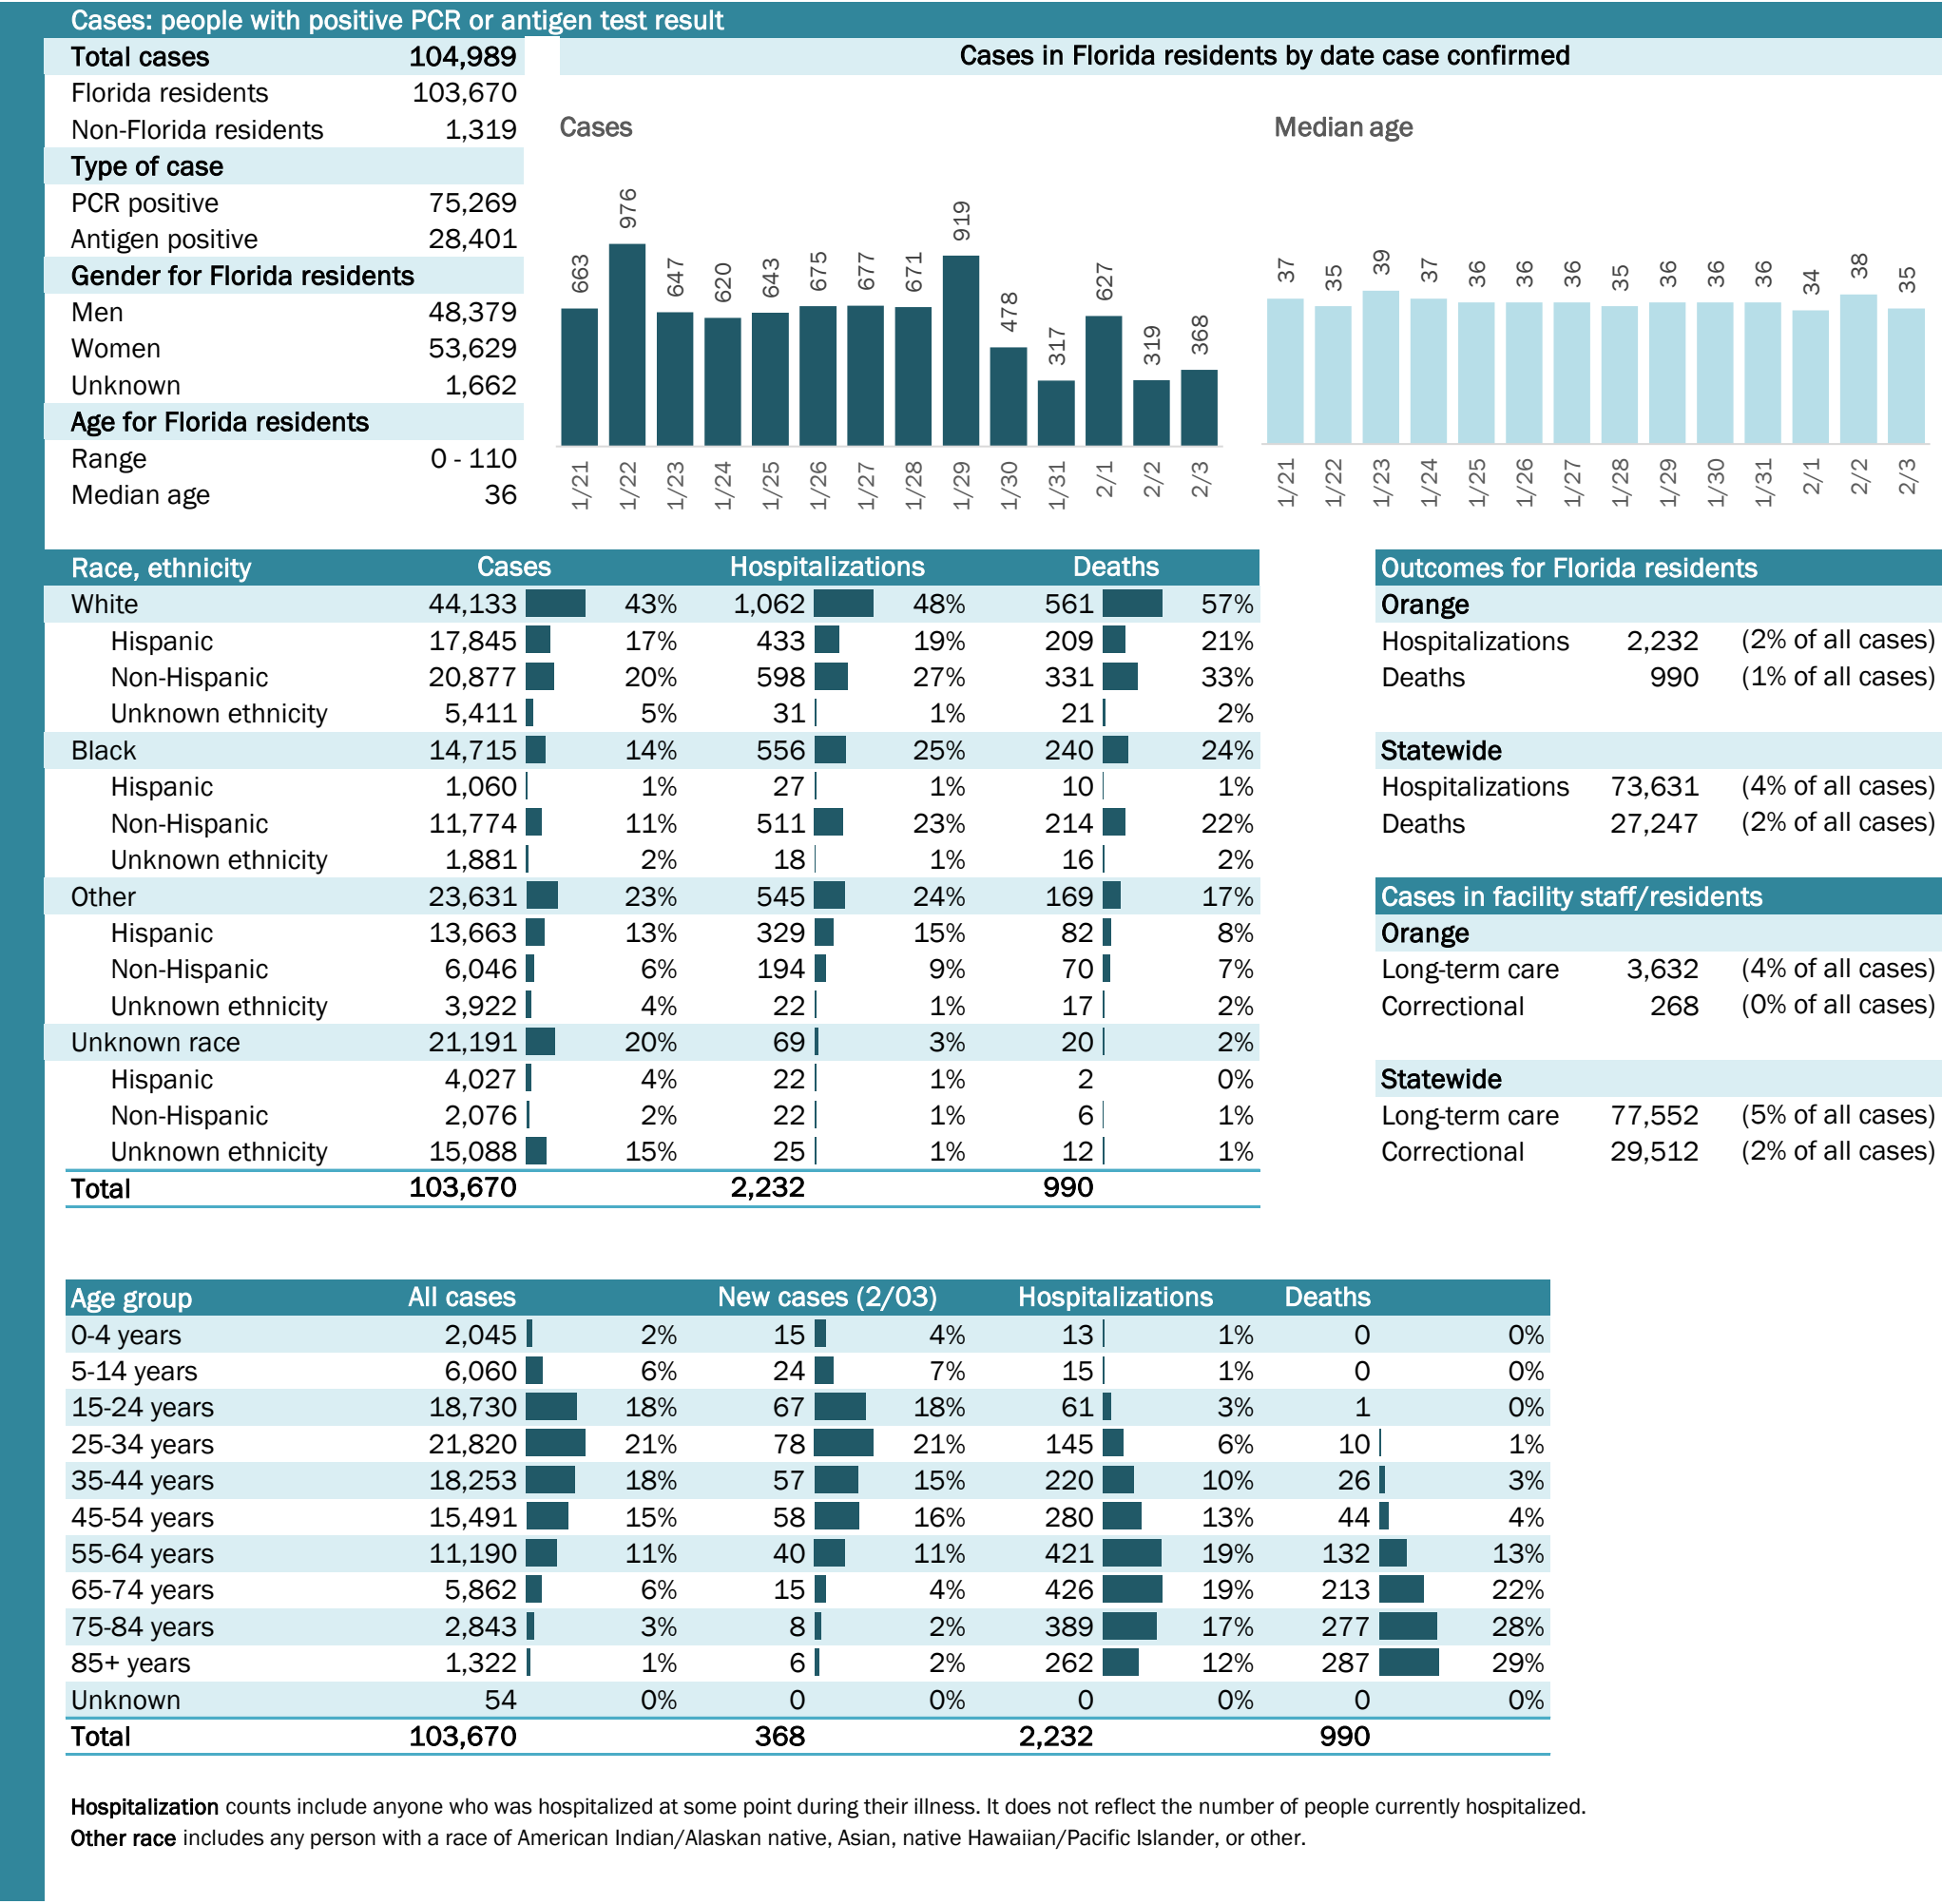 Cases: people with positive PCR or antigen test result
Total cases 104,989
Florida residents 103,670
Non-Florida residents 1,319
Type of case
PCR positive 75,269
Antigen positive 28,401
Gender for Florida residents
Men 48,379
Women 53,629
Unknown 1,662
Age for Florida residents
Range 0 - 110
Median age 36
Cases in Florida residents by date case confirmed
Cases
663 976 647 620 643 675 677 671 919 478 317 627 319 368
1/21 1/22 1/23 1/24 1/25 1/26 1/27 1/28 1/29 1/30 1/31 2/1 2/2 2/3
Median age
37 35 39 37 36 36 36 35 36 36 36 34 38 35
1/21 1/22 1/23 1/24 1/25 1/26 1/27 1/28 1/29 1/30 1/31 2/1 2/2 2/3
Race, ethnicity Cases Hospitalizations Deaths
White 44,133 43% 1,062 48% 561 57%
Hispanic 17,845 17% 433 19% 209 21%
Non-Hispanic 20,877 20% 598 27% 331 33%
Unknown ethnicity 5,411 5% 31 1% 21 2%
Black 14,715 14% 556 25% 240 24%
Hispanic 1,060 1% 27 1% 10 1%
Non-Hispanic 11,774 11% 511 23% 214 22%
Unknown ethnicity 1,881 2% 18 1% 16 2%
Other 23,631 23% 545 24% 169 17%
Hispanic 13,663 13% 329 15% 82 8%
Non-Hispanic 6,046 6% 194 9% 70 7%
Unknown ethnicity 3,922 4% 22 1% 17 2%
Unknown race 21,191 20% 69 3% 20 2%
Hispanic 4,027 4% 22 1% 2 0%
Non-Hispanic 2,076 2% 22 1% 6 1%
Unknown ethnicity 15,088 15% 25 1% 12 1%
Total 103,670 2,232 990
Outcomes for Florida residents
Orange
Hospitalizations 2,232 (2% of all cases)
Deaths 990 (1% of all cases)
Statewide
Hospitalizations 73,631 (4% of all cases)
Deaths 27,247 (2% of all cases)
Cases in facility staff/residents
Orange
Long-term care 3,632 (4% of all cases)
Correctional 268 (0% of all cases)
Statewide
Long-term care 77,552 (5% of all cases)
Correctional 29,512 (2% of all cases)
Age group All cases New cases (2/03) Hospitalizations Deaths
0-4 years 2,045 2% 15 4% 13 1% 0 0%
5-14 years 6,060 6% 24 7% 15 1% 0 0%
15-24 years 18,730 18% 67 18% 61 3% 1 0%
25-34 years 21,820 21% 78 21% 145 6% 10 1%
35-44 years 18,253 18% 57 15% 220 10% 26 3%
45-54 years 15,491 15% 58 16% 280 13% 44 4%
55-64 years 11,190 11% 40 11% 421 19% 132 13%
65-74 years 5,862 6% 15 4% 426 19% 213 22%
75-84 years 2,843 3% 8 2% 389 17% 277 28%
85+ years 1,322 1% 6 2% 262 12% 287 29%
Unknown 54 0% 0 0% 0 0% 0 0%
Total 103,670 368 2,232 990
Hospitalization counts include anyone who was hospitalized at some point during their illness. It does not reflect the number of people currently hospitalized.
Other race includes any person with a race of American Indian/Alaskan native, Asian, native Hawaiian/Pacific Islander, or other.